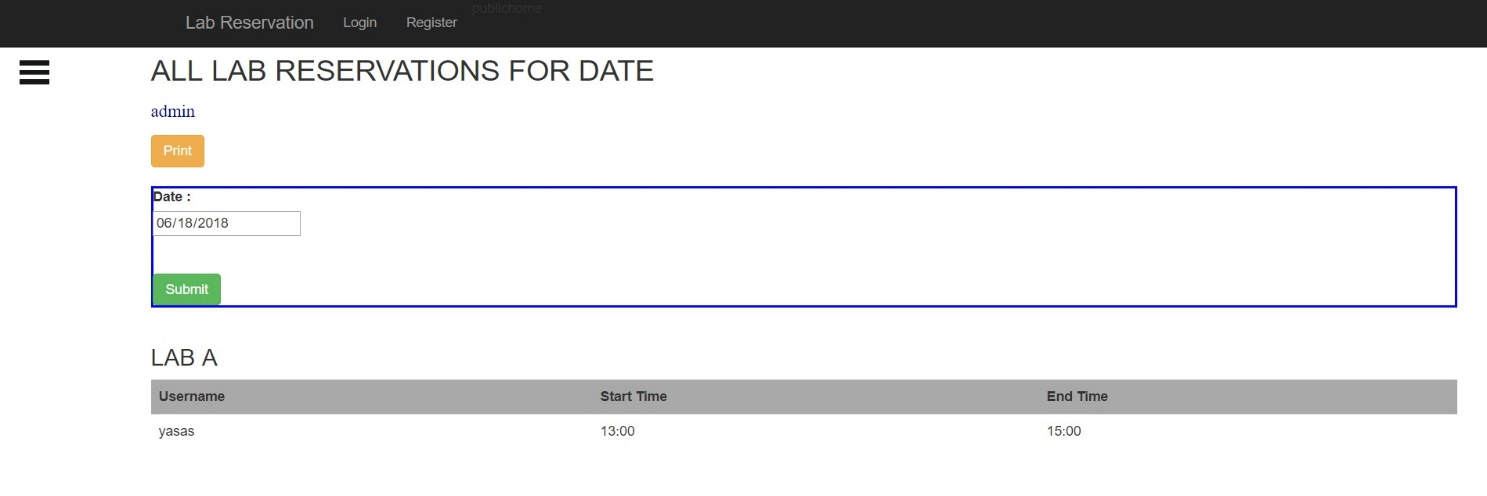 Lab Reservation Login Register publichome
ALL LAB RESERVATIONS FOR DATE
admin
Print
Date :
06/18/2018
Submit
LAB A
Username Start Time End Time
yasas 13:00 15:00